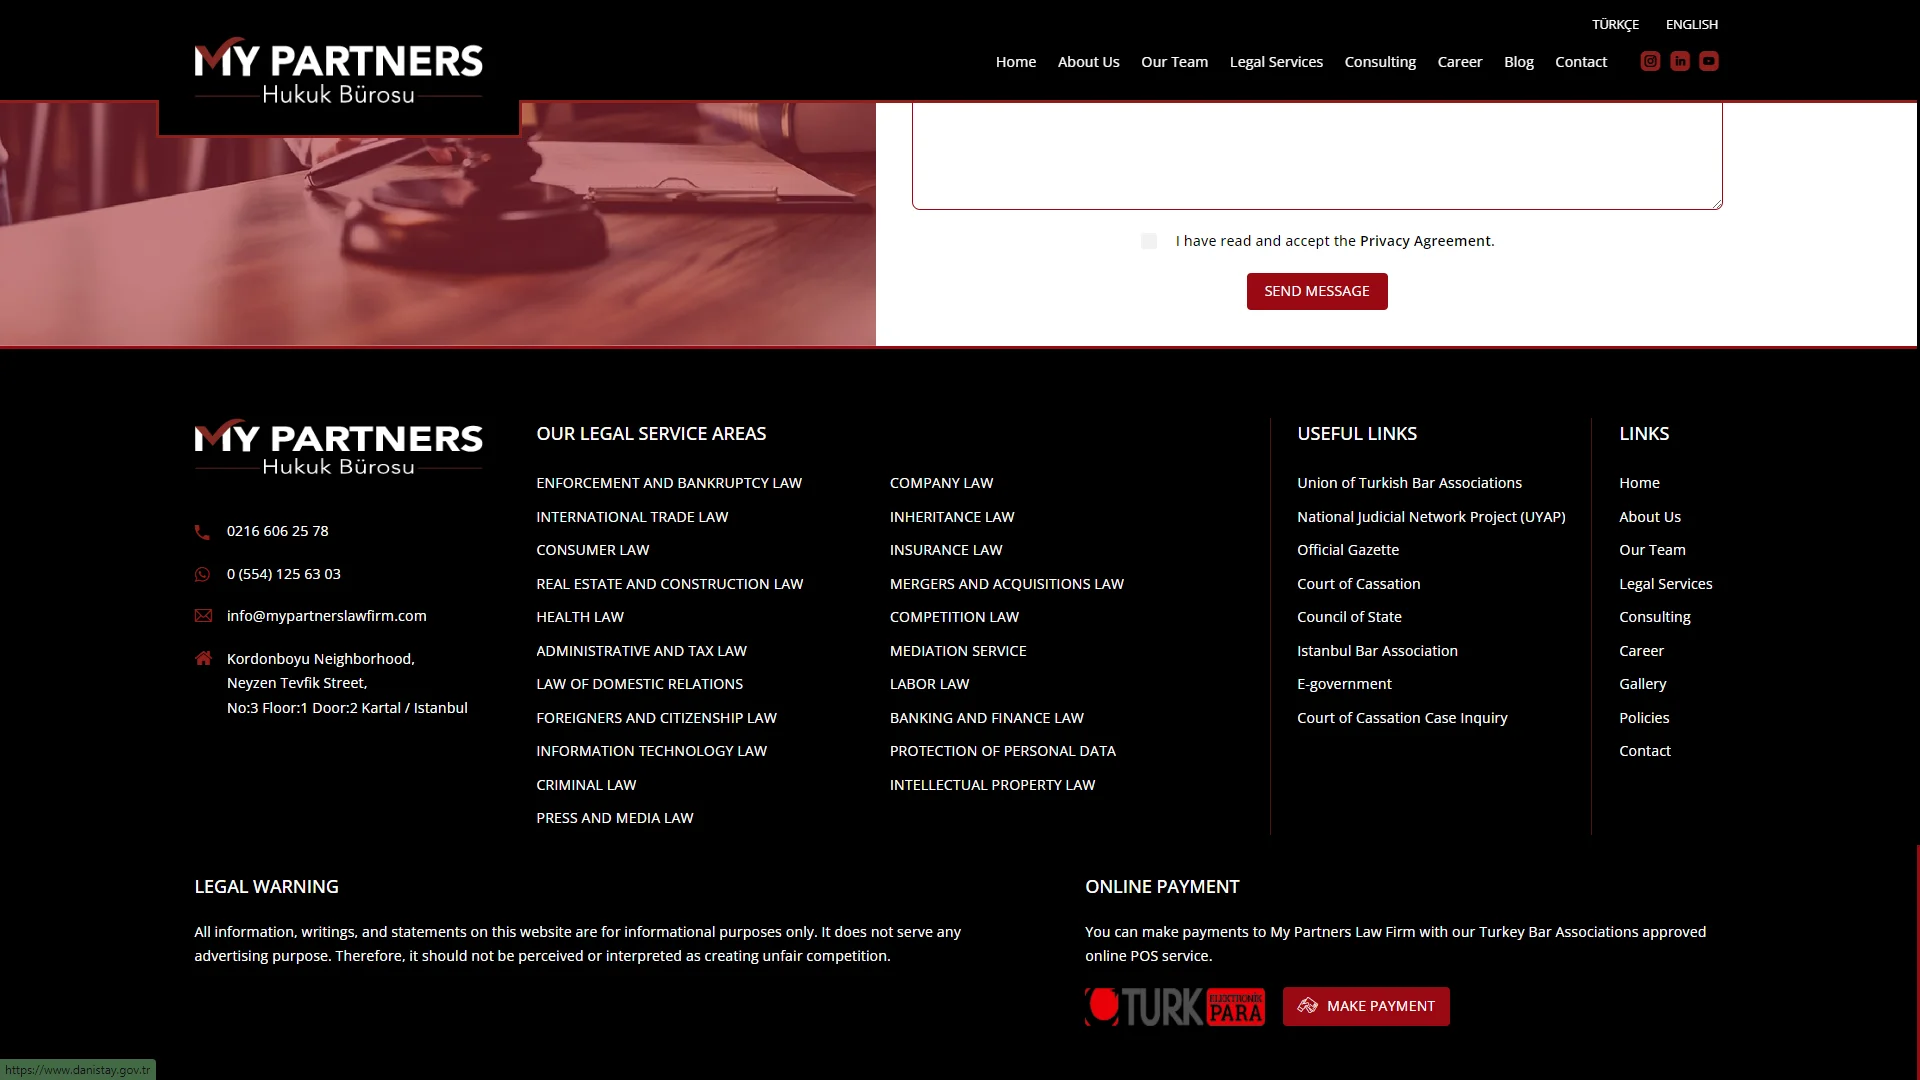 TÜRKÇE ENGLISH
MY PARTNERS
Hukuk Bürosu
Home About Us Our Team Legal Services Consulting Career Blog Contact
I have read and accept the Privacy Agreement.
SEND MESSAGE
MY PARTNERS
Hukuk Bürosu
0216 606 25 78
0 (554) 125 63 03
info@mypartnerslawfirm.com
Kordonboyu Neighborhood,
Neyzen Tevfik Street,
No:3 Floor:1 Door:2 Kartal / Istanbul
OUR LEGAL SERVICE AREAS
ENFORCEMENT AND BANKRUPTCY LAW
INTERNATIONAL TRADE LAW
CONSUMER LAW
REAL ESTATE AND CONSTRUCTION LAW
HEALTH LAW
ADMINISTRATIVE AND TAX LAW
LAW OF DOMESTIC RELATIONS
FOREIGNERS AND CITIZENSHIP LAW
INFORMATION TECHNOLOGY LAW
CRIMINAL LAW
PRESS AND MEDIA LAW
COMPANY LAW
INHERITANCE LAW
INSURANCE LAW
MERGERS AND ACQUISITIONS LAW
COMPETITION LAW
MEDIATION SERVICE
LABOR LAW
BANKING AND FINANCE LAW
PROTECTION OF PERSONAL DATA
INTELLECTUAL PROPERTY LAW
USEFUL LINKS
Union of Turkish Bar Associations
National Judicial Network Project (UYAP)
Official Gazette
Court of Cassation
Council of State
Istanbul Bar Association
E-government
Court of Cassation Case Inquiry
LINKS
Home
About Us
Our Team
Legal Services
Consulting
Career
Gallery
Policies
Contact
LEGAL WARNING
All information, writings, and statements on this website are for informational purposes only. It does not serve any
advertising purpose. Therefore, it should not be perceived or interpreted as creating unfair competition.
ONLINE PAYMENT
You can make payments to My Partners Law Firm with our Turkey Bar Associations approved
online POS service.
TURK ELEKTRONİK PARA
MAKE PAYMENT
https://www.danistay.gov.tr